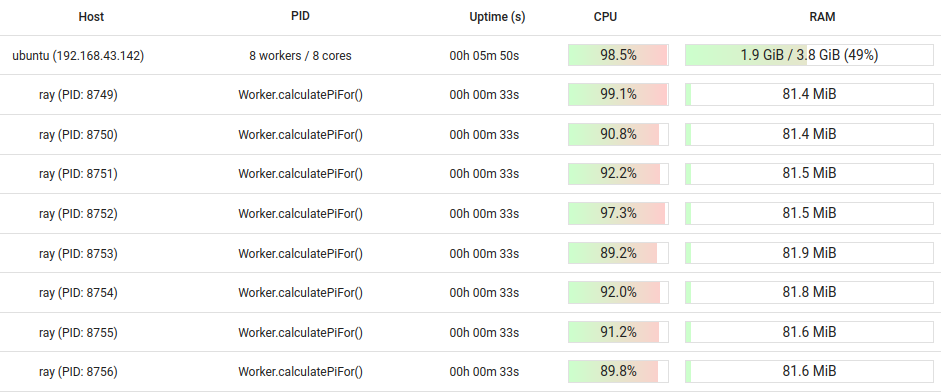 Host PID Uptime (s) CPU RAM
ubuntu (192.168.43.142) 8 workers / 8 cores 00h 05m 50s 98.5% 1.9 GiB / 3.8 GiB (49%)
ray (PID: 8749) Worker.calculatePiFor() 00h 00m 33s 99.1% 81.4 MiB
ray (PID: 8750) Worker.calculatePiFor() 00h 00m 33s 90.8% 81.4 MiB
ray (PID: 8751) Worker.calculatePiFor() 00h 00m 33s 92.2% 81.5 MiB
ray (PID: 8752) Worker.calculatePiFor() 00h 00m 33s 97.3% 81.5 MiB
ray (PID: 8753) Worker.calculatePiFor() 00h 00m 33s 89.2% 81.9 MiB
ray (PID: 8754) Worker.calculatePiFor() 00h 00m 33s 92.0% 81.8 MiB
ray (PID: 8755) Worker.calculatePiFor() 00h 00m 33s 91.2% 81.6 MiB
ray (PID: 8756) Worker.calculatePiFor() 00h 00m 33s 89.8% 81.6 MiB